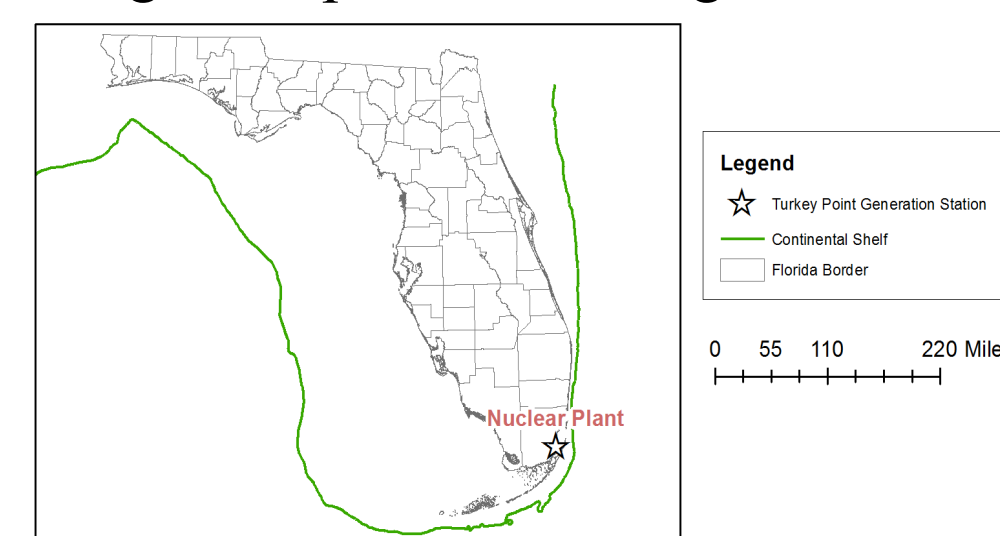 Nuclear Plant
Legend
Turkey Point Generation Station
Continental Shelf
Florida Border
0 55 110 220 Mile